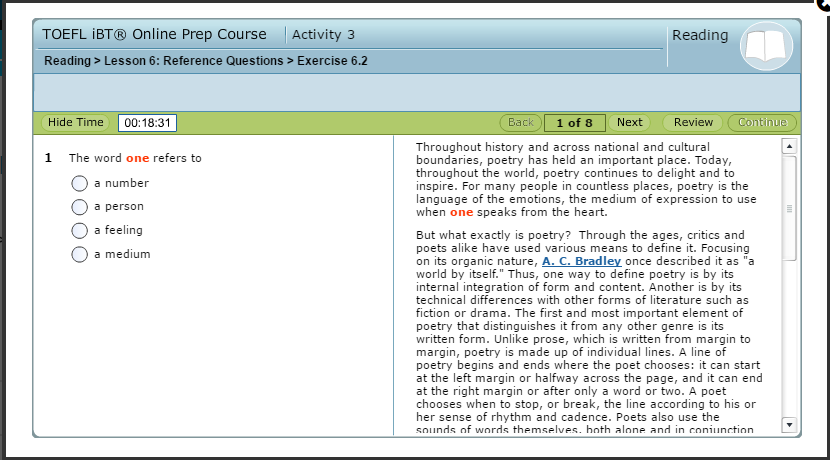 TOEFL iBT® Online Prep Course Activity 3 Reading
Reading > Lesson 6: Reference Questions > Exercise 6.2
Hide Time 00:18:31 Back 1 of 8 Next Review Continue
1 The word one refers to
a number
a person
a feeling
a medium
Throughout history and across national and cultural
boundaries, poetry has held an important place. Today,
throughout the world, poetry continues to delight and to
inspire. For many people in countless places, poetry is the
language of the emotions, the medium of expression to use
when one speaks from the heart.
But what exactly is poetry? Through the ages, critics and
poets alike have used various means to define it. Focusing
on its organic nature, A. C. Bradley once described it as "a
world by itself." Thus, one way to define poetry is by its
internal integration of form and content. Another is by its
technical differences with other forms of literature such as
fiction or drama. The first and most important element of
poetry that distinguishes it from any other genre is its
written form. Unlike prose, which is written from margin to
margin, poetry is made up of individual lines. A line of
poetry begins and ends where the poet chooses: it can start
at the left margin or halfway across the page, and it can end
at the right margin or after only a word or two. A poet
chooses when to stop, or break, the line according to his or
her sense of rhythm and cadence. Poets also use the
sounds of words themselves, both alone and in conjunction